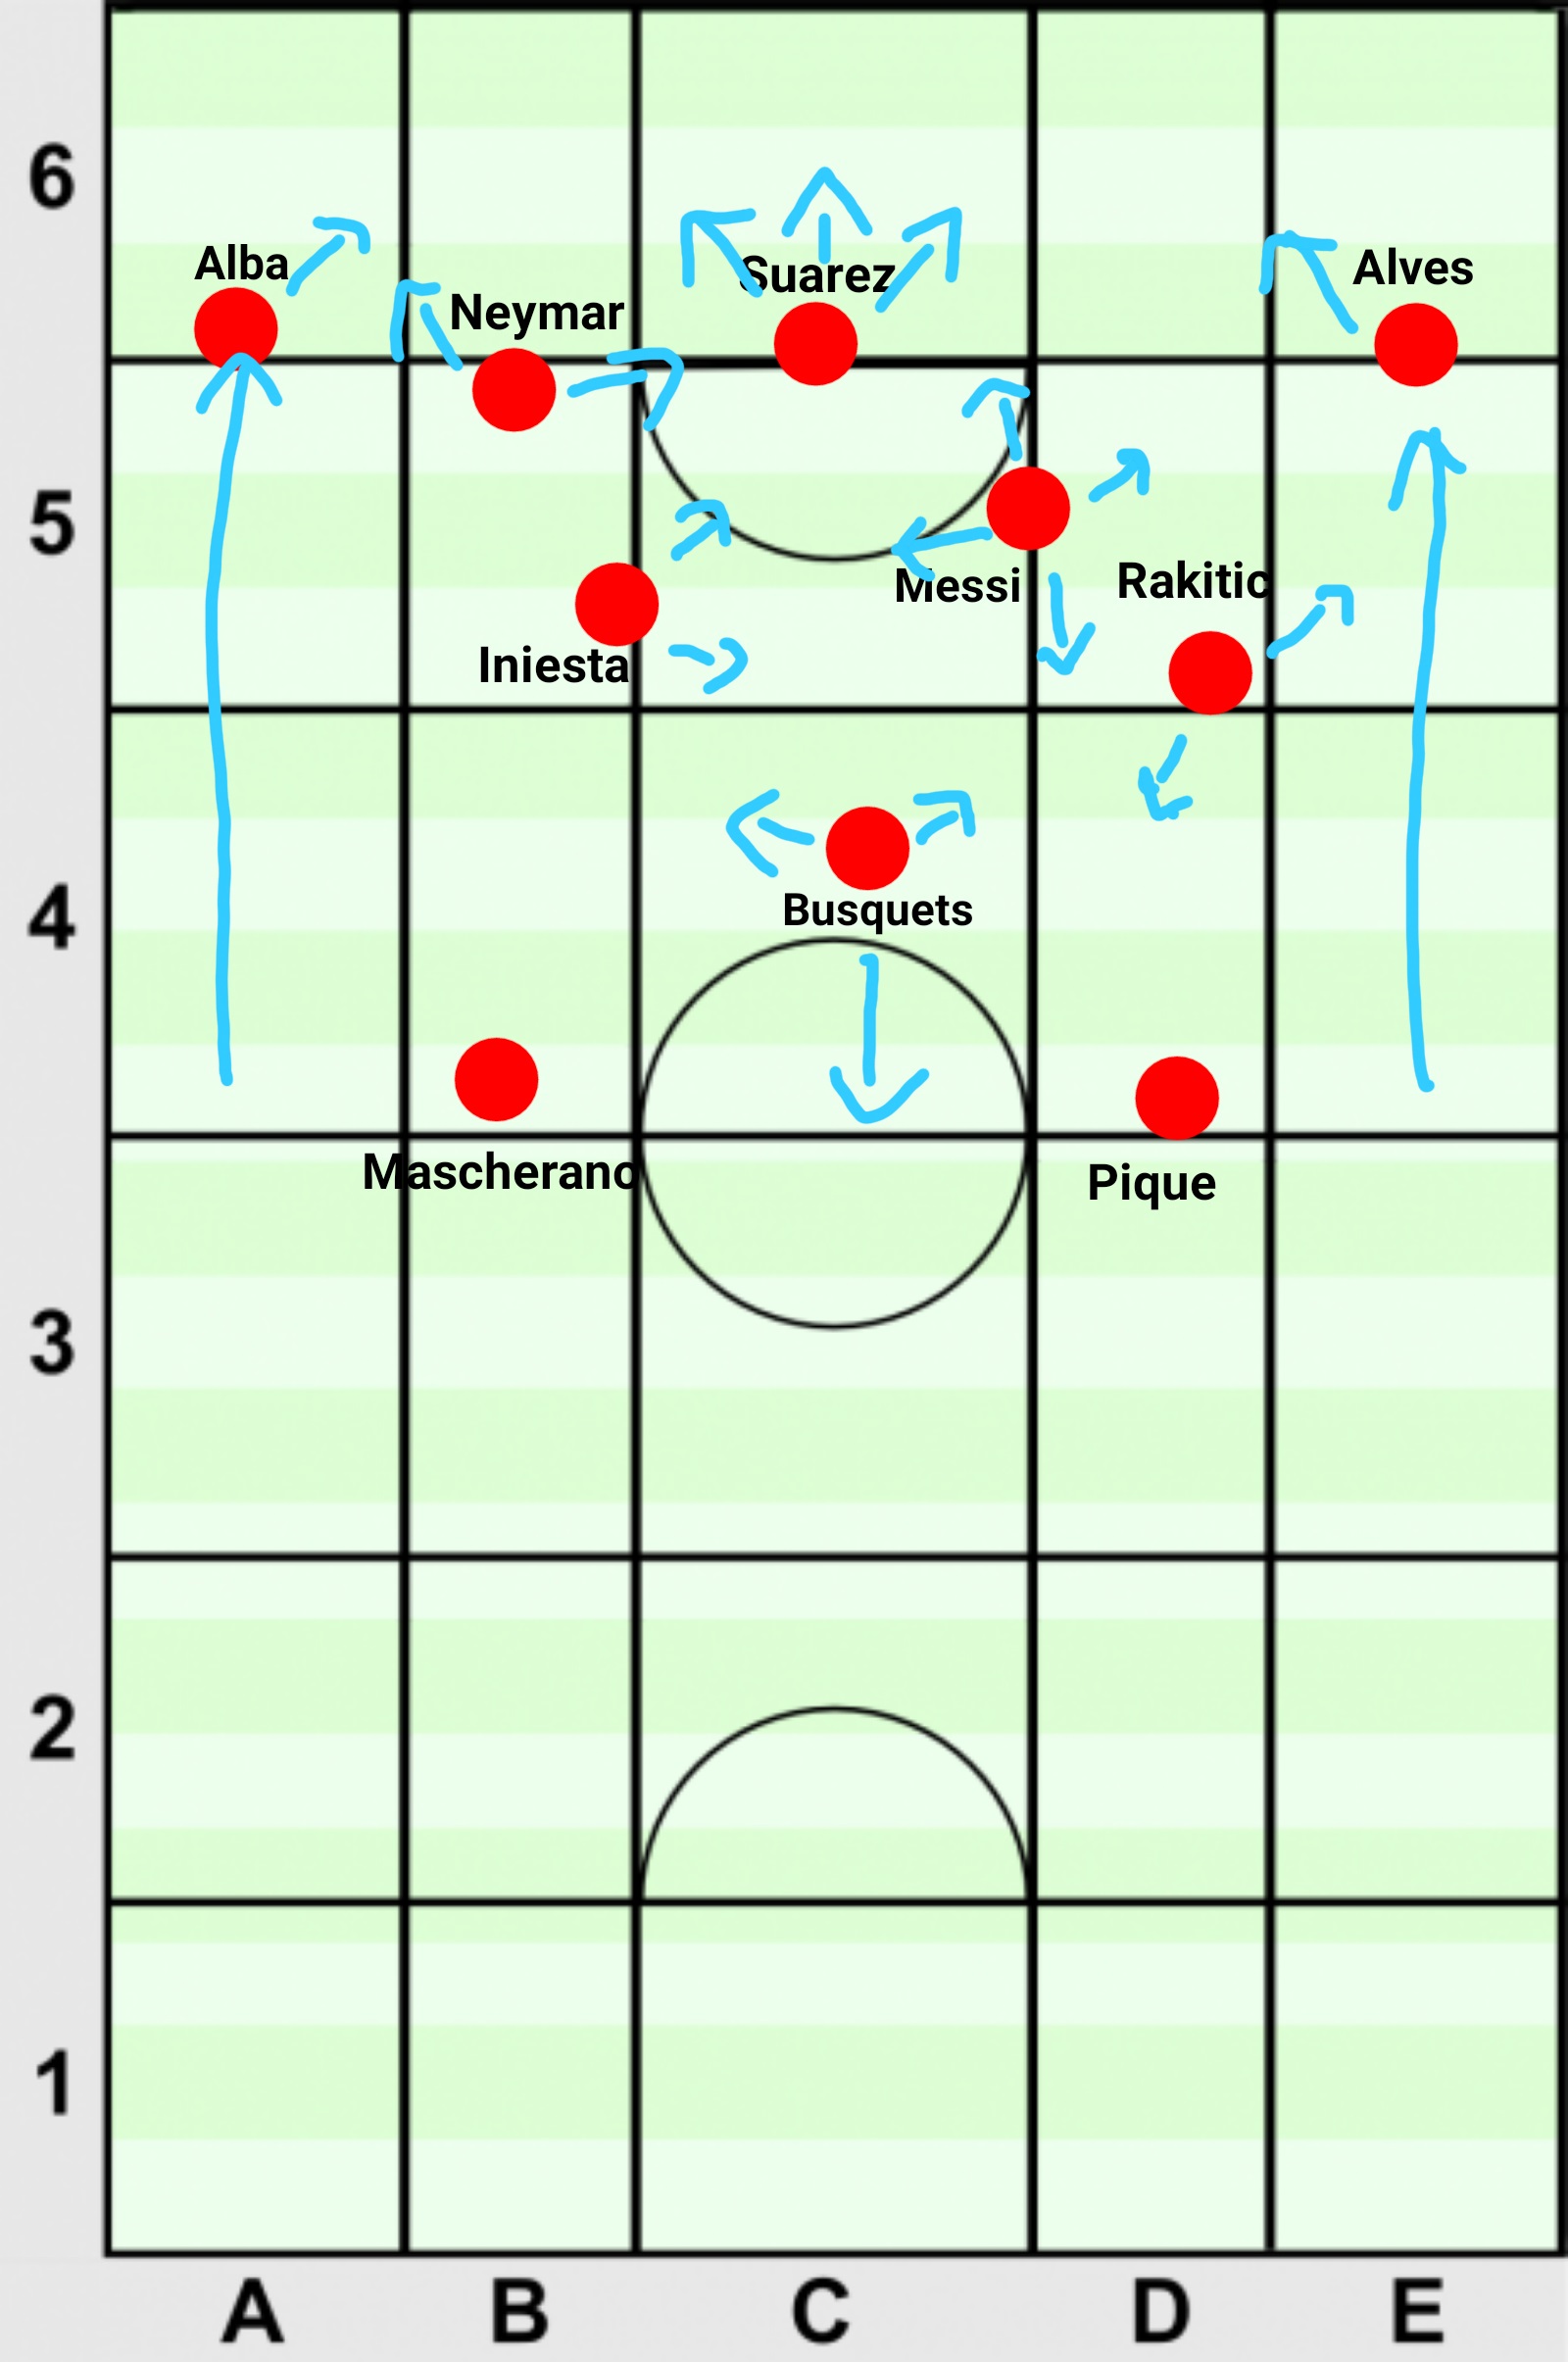 6
Alba
Suarez
Alves
Neymar
5
Messi
Rakitic
Iniesta
4
Busquets
Mascherano
Pique
3
2
1
A B C D E